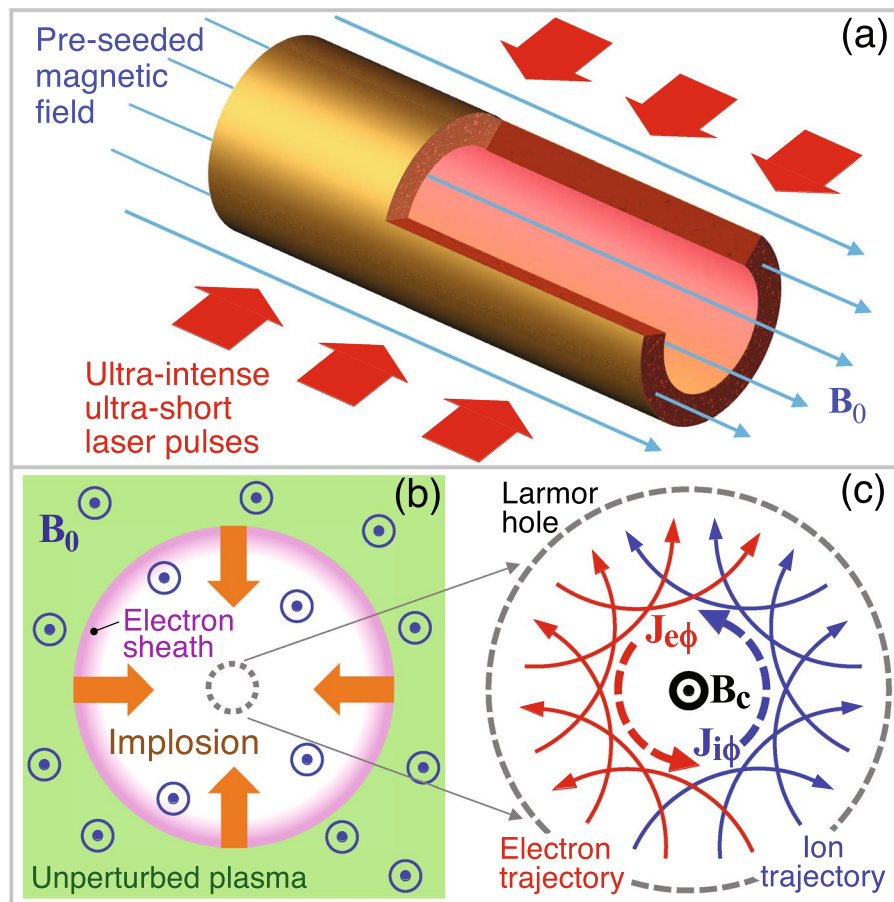 (a)
Pre-seeded
magnetic
field
Ultra-intense
ultra-short
laser pulses
B₀
(b)
B₀
Electron
sheath
Implosion
Unperturbed plasma
(c)
Larmor
hole
Jₑϕ
B_c
Jᵢϕ
Electron
trajectory
Ion
trajectory